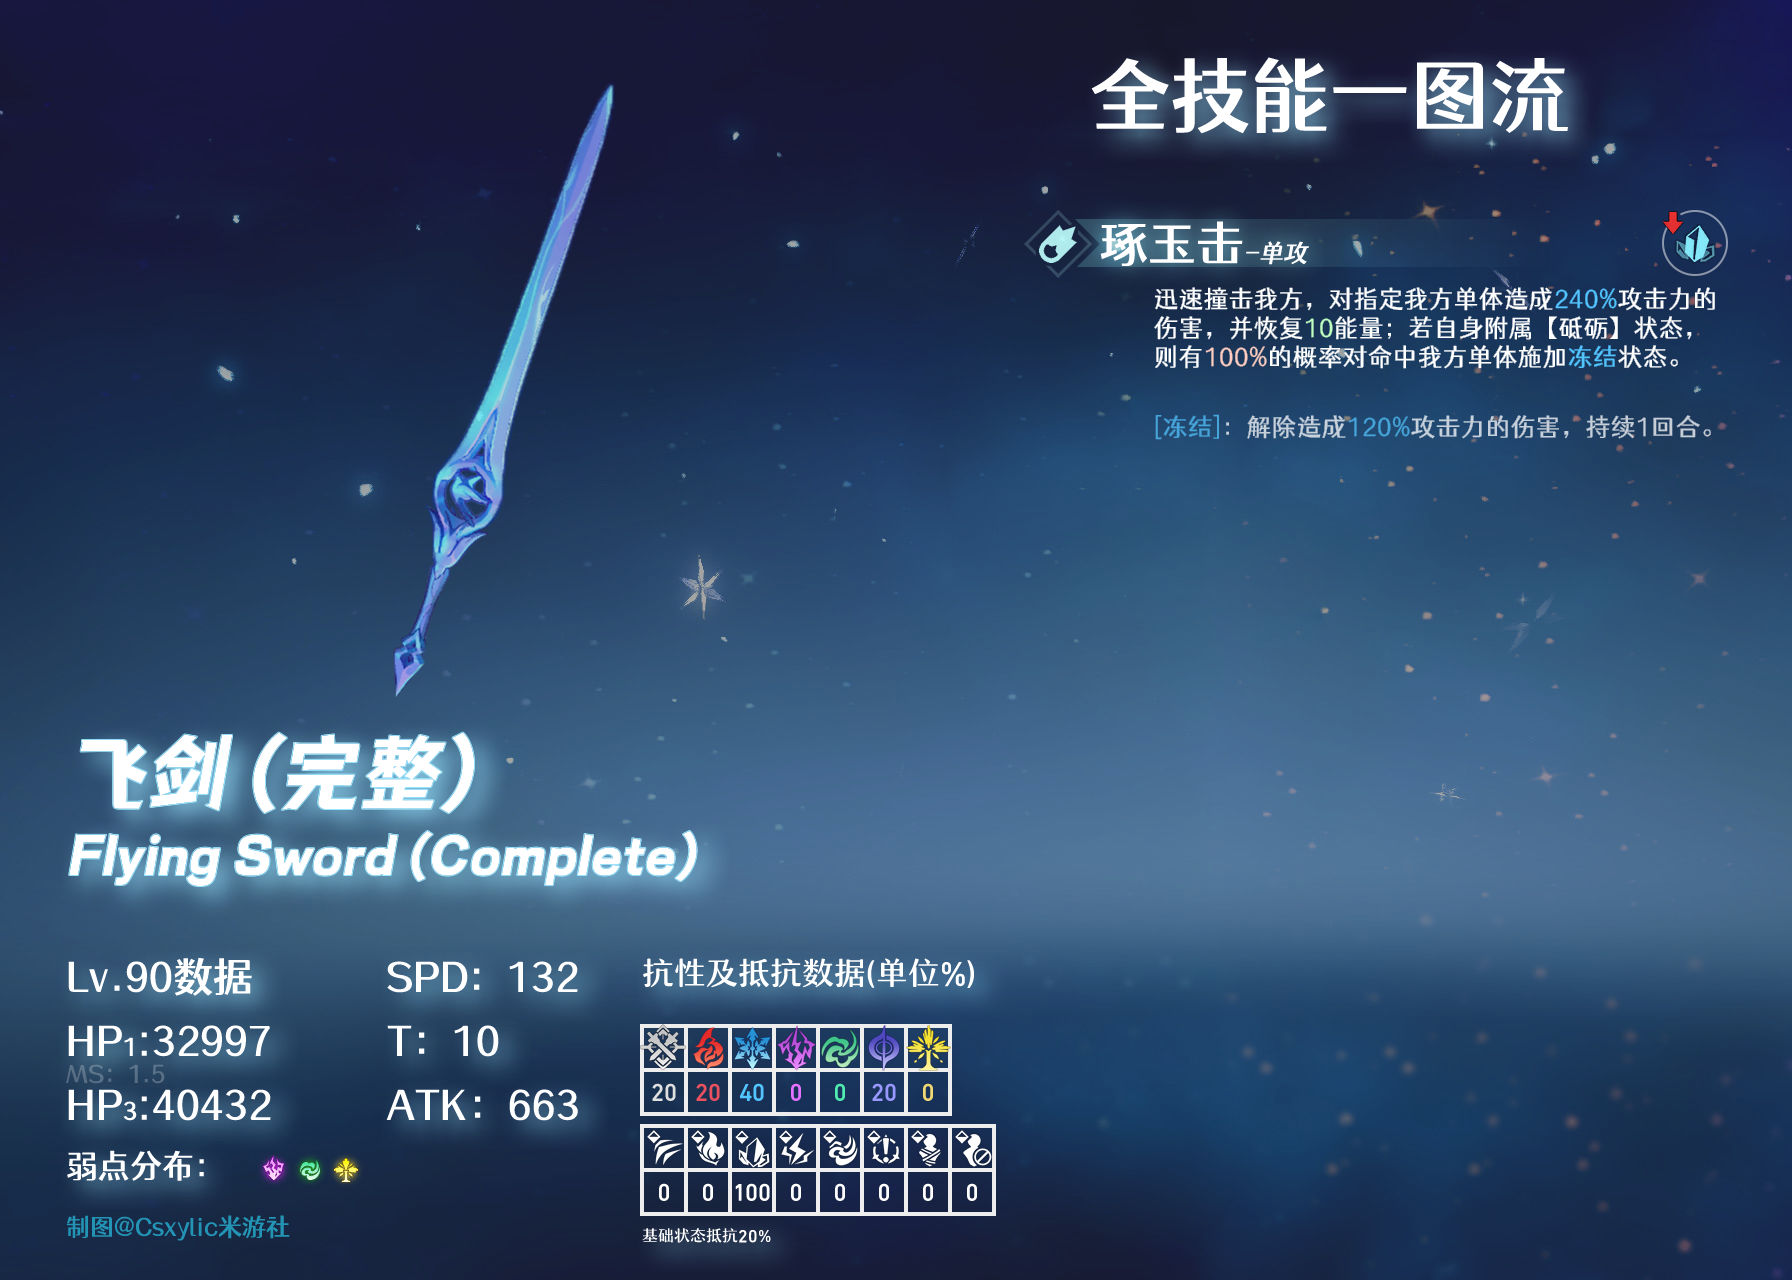 全技能一图流
琢玉击-单攻
迅速撞击我方，对指定我方单体造成240%攻击力的
伤害，并恢复10能量；若自身附属【砥砺】状态，
则有100%的概率对命中我方单体施加冻结状态。
[冻结]：解除造成120%攻击力的伤害，持续1回合。
飞剑（完整）
Flying Sword (Complete)
Lv.90数据
SPD：132
HP1:32997
T：10
MS：1.5
HP3:40432
ATK：663
弱点分布：
制图@Csxylic米游社
抗性及抵抗数据(单位%)
20 20 40 0 0 20 0
0 0 100 0 0 0 0 0
基础状态抵抗20%